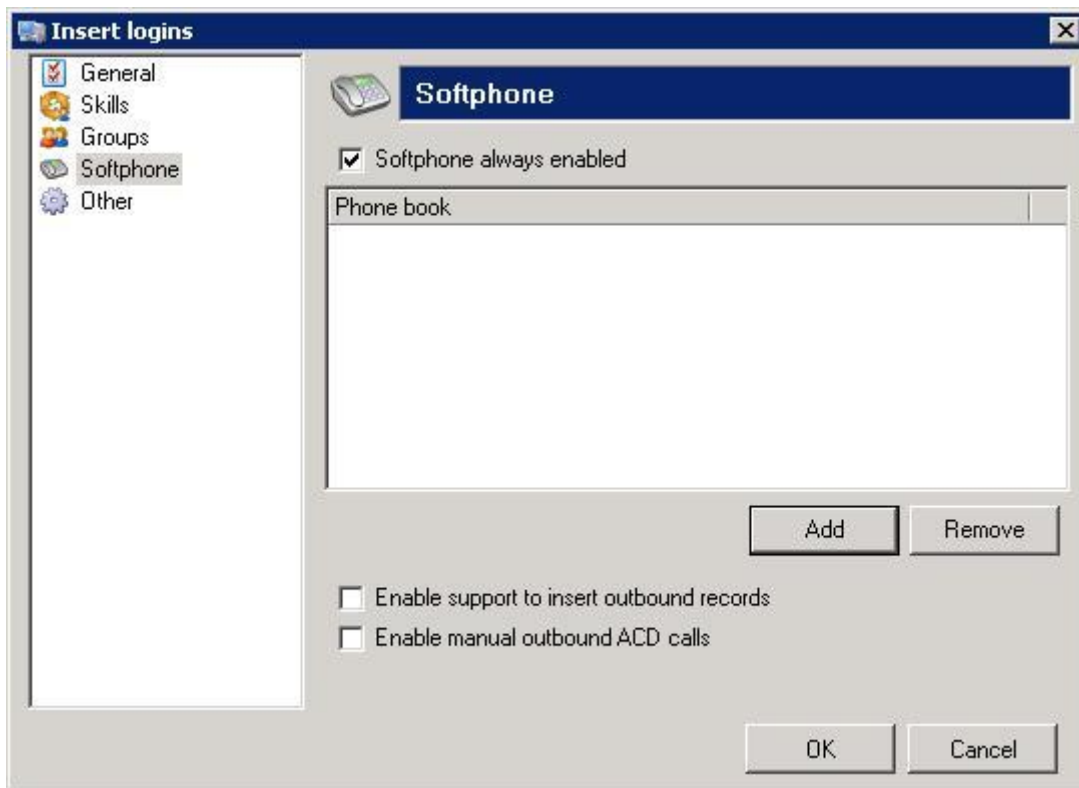 Insert logins
General
Skills
Groups
Softphone
Other
Softphone
Softphone always enabled
Phone book
Add
Remove
Enable support to insert outbound records
Enable manual outbound ACD calls
OK
Cancel